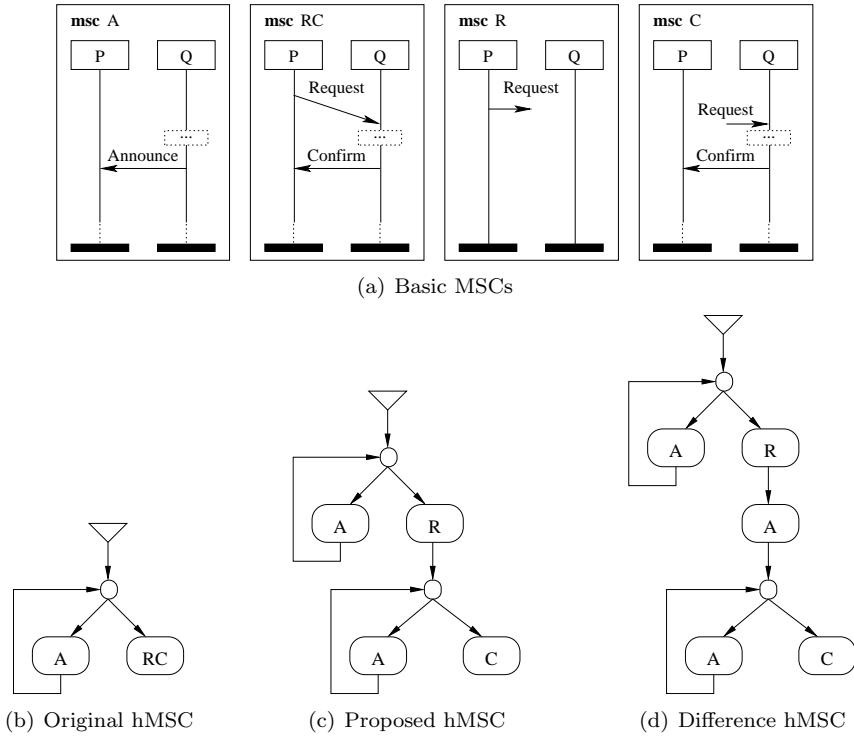 msc A
msc RC
msc R
msc C
P Q
P Q
P Q
P Q
Request
Request
Request
...
...
...
Announce
Confirm
Confirm
(a) Basic MSCs
A
R
A
R
A
A
RC
A
C
A
C
(b) Original hMSC
(c) Proposed hMSC
(d) Difference hMSC